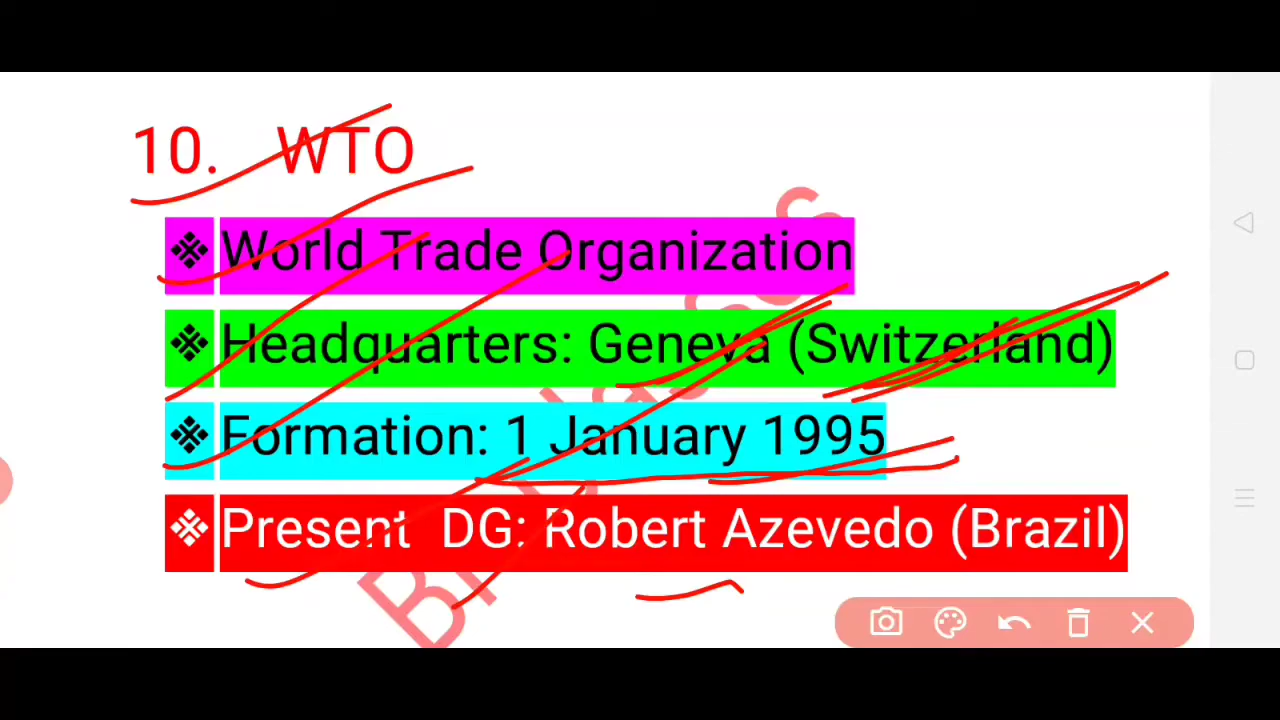 10. WTO
❖ World Trade Organization
❖ Headquarters: Geneva (Switzerland)
❖ Formation: 1 January 1995
❖ Present DG: Robert Azevedo (Brazil)